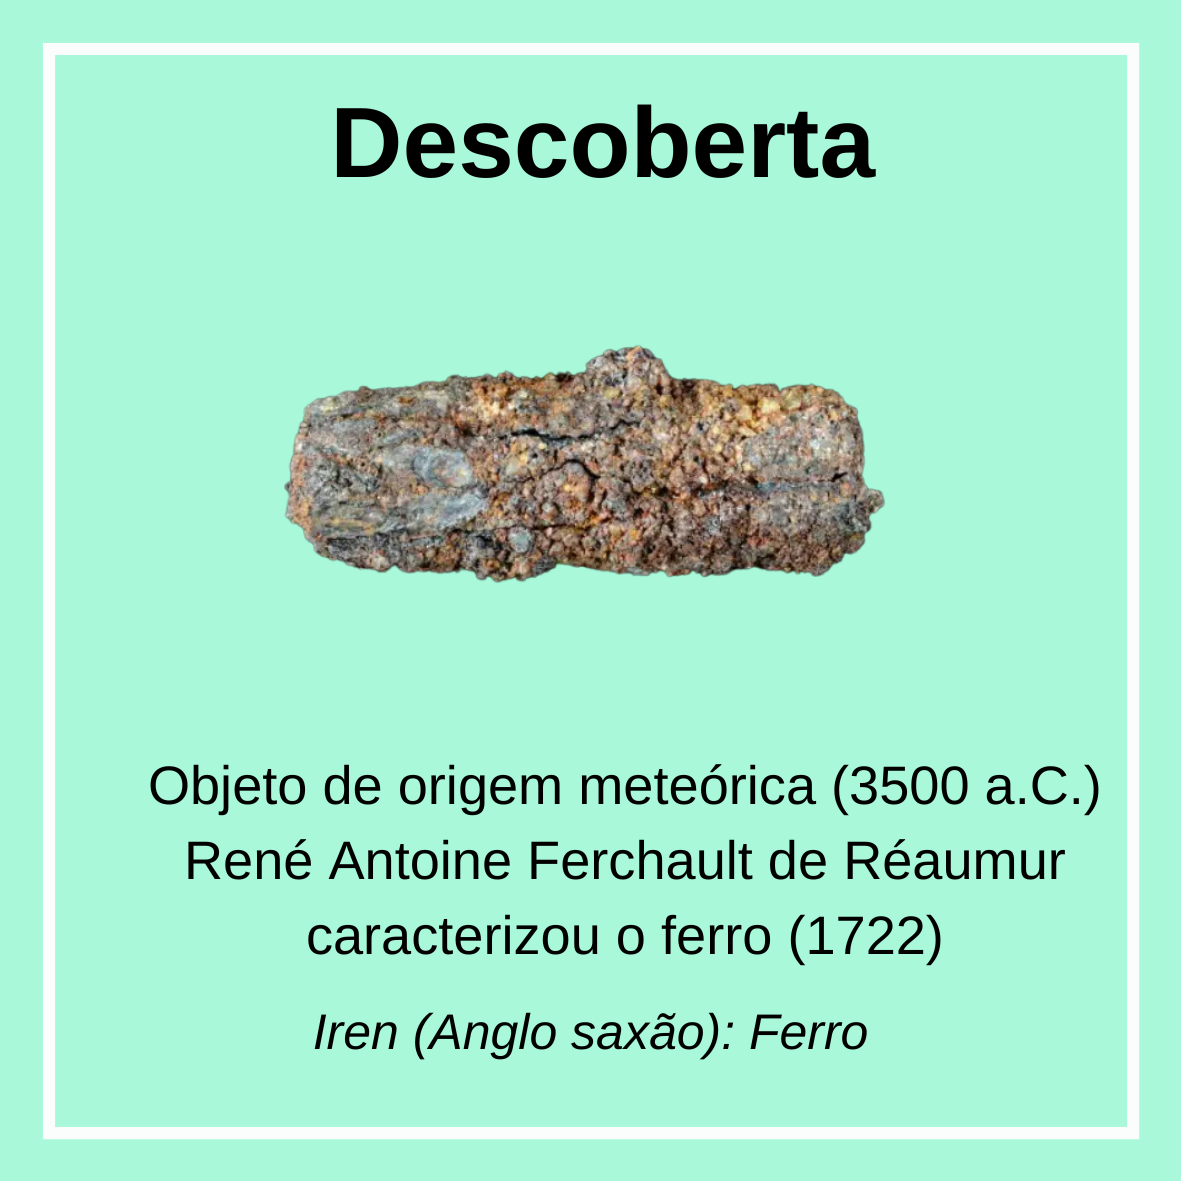 Descoberta
Objeto de origem meteórica (3500 a.C.)
René Antoine Ferchault de Réaumur
caracterizou o ferro (1722)
Iren (Anglo saxão): Ferro